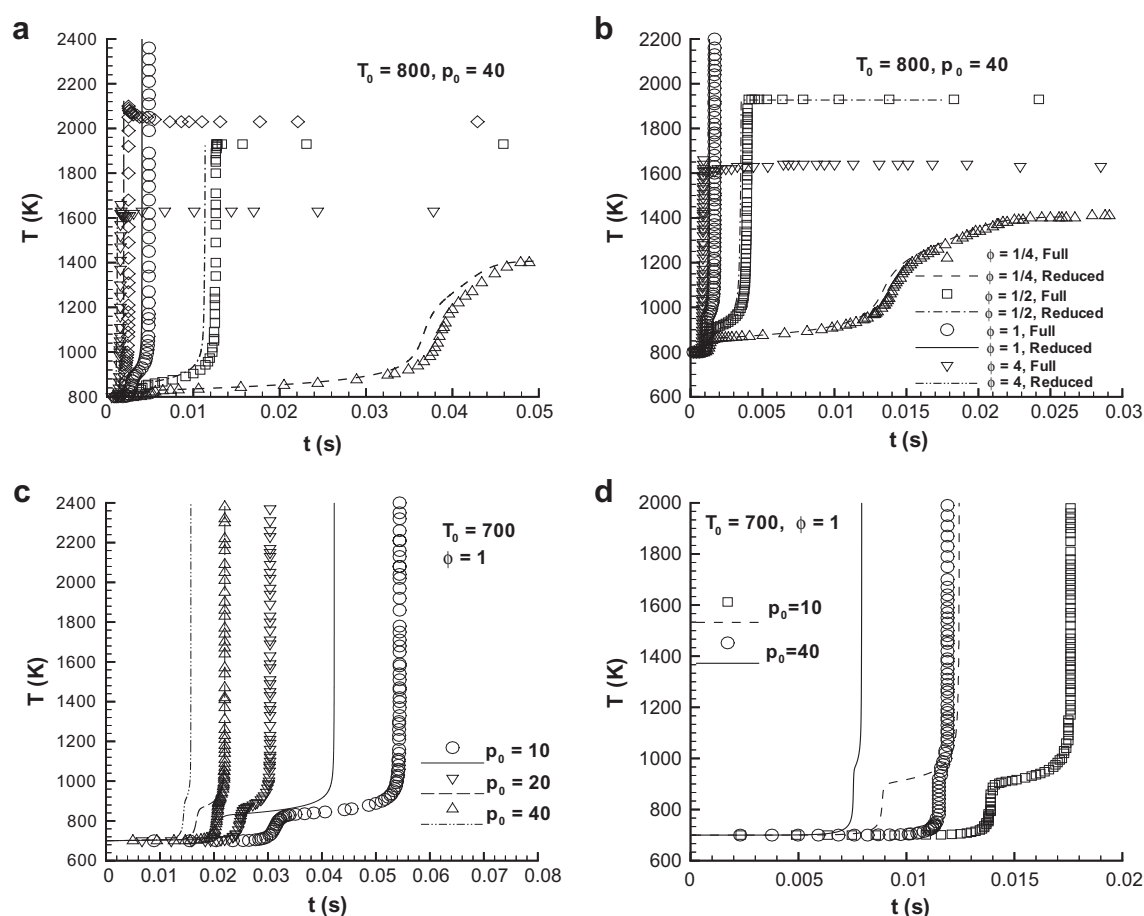 a
T0 = 800, p0 = 40
2400
2200
2000
1800
1600
1400
1200
1000
800
T (K)
0
0.01
0.02
0.03
0.04
0.05
t (s)
b
T0 = 800, p0 = 40
2200
2000
1800
1600
1400
1200
1000
800
600
T (K)
ϕ = 1/4, Full
ϕ = 1/4, Reduced
ϕ = 1/2, Full
ϕ = 1/2, Reduced
ϕ = 1, Full
ϕ = 1, Reduced
ϕ = 4, Full
ϕ = 4, Reduced
0
0.005
0.01
0.015
0.02
0.025
0.03
t (s)
c
T0 = 700
ϕ = 1
2400
2200
2000
1800
1600
1400
1200
1000
800
600
T (K)
p0 = 10
p0 = 20
p0 = 40
0
0.01
0.02
0.03
0.04
0.05
0.06
0.07
0.08
t (s)
d
T0 = 700, ϕ = 1
2000
1800
1600
1400
1200
1000
800
600
T (K)
p0=10
p0=40
0
0.005
0.01
0.015
0.02
t (s)